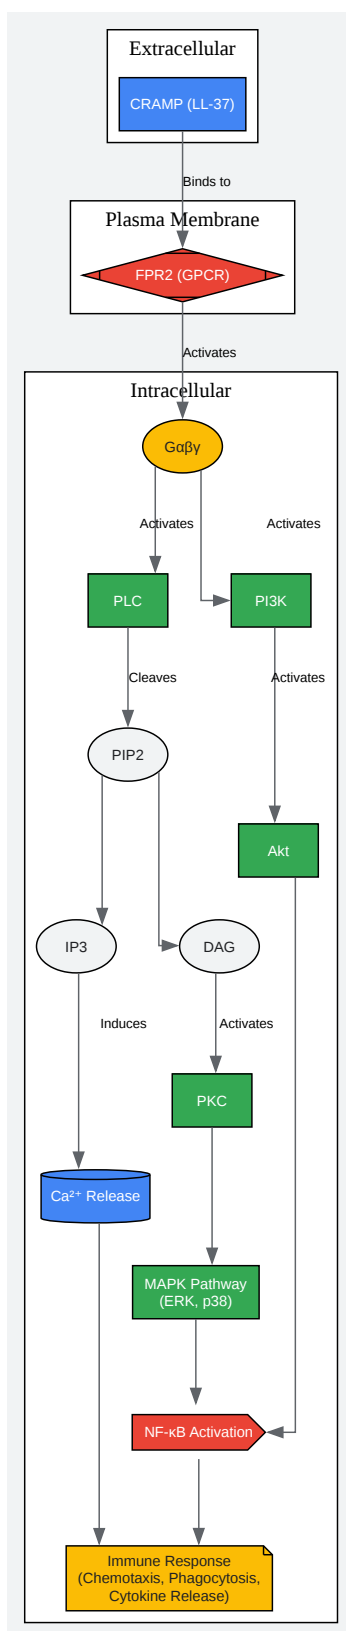 Extracellular
CRAMP (LL-37)
Binds to
Plasma Membrane
FPR2 (GPCR)
Activates
Intracellular
Gαβγ
Activates
Activates
PLC
PI3K
Cleaves
Activates
PIP2
Akt
IP3
DAG
Induces
Activates
PKC
Ca²⁺ Release
MAPK Pathway
(ERK, p38)
NF-κB Activation
Immune Response
(Chemotaxis, Phagocytosis,
Cytokine Release)